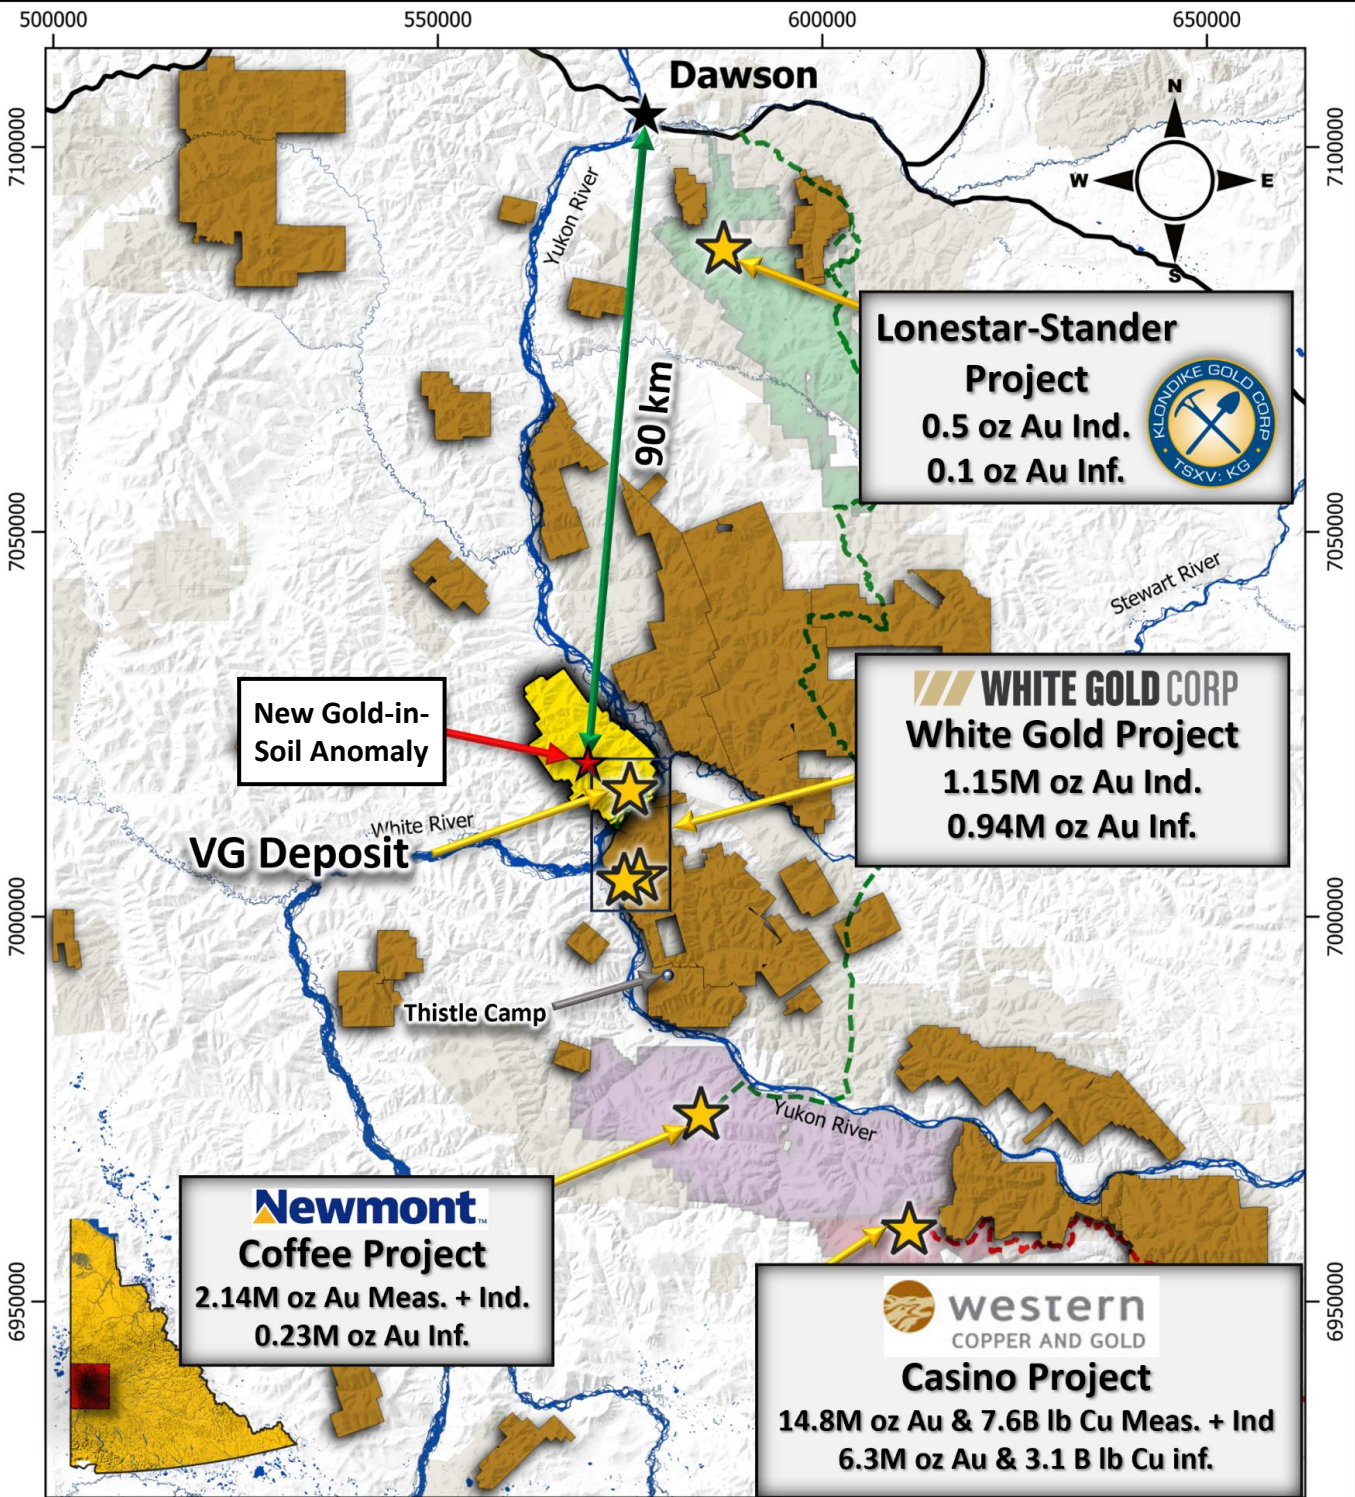 500000
550000
600000
650000
Dawson
N
W
E
S
7100000
7100000
Yukon River
90 km
Lonestar-Stander
Project
0.5 oz Au Ind.
0.1 oz Au Inf.
KLONDIKE GOLD CORP
TSXV: KG
7050000
7050000
Stewart River
New Gold-in-
Soil Anomaly
WHITE GOLD CORP
White Gold Project
1.15M oz Au Ind.
0.94M oz Au Inf.
White River
VG Deposit
7000000
7000000
Thistle Camp
Yukon River
Newmont™
Coffee Project
2.14M oz Au Meas. + Ind.
0.23M oz Au Inf.
6950000
6950000
western
COPPER AND GOLD
Casino Project
14.8M oz Au & 7.6B lb Cu Meas. + Ind
6.3M oz Au & 3.1 B lb Cu inf.